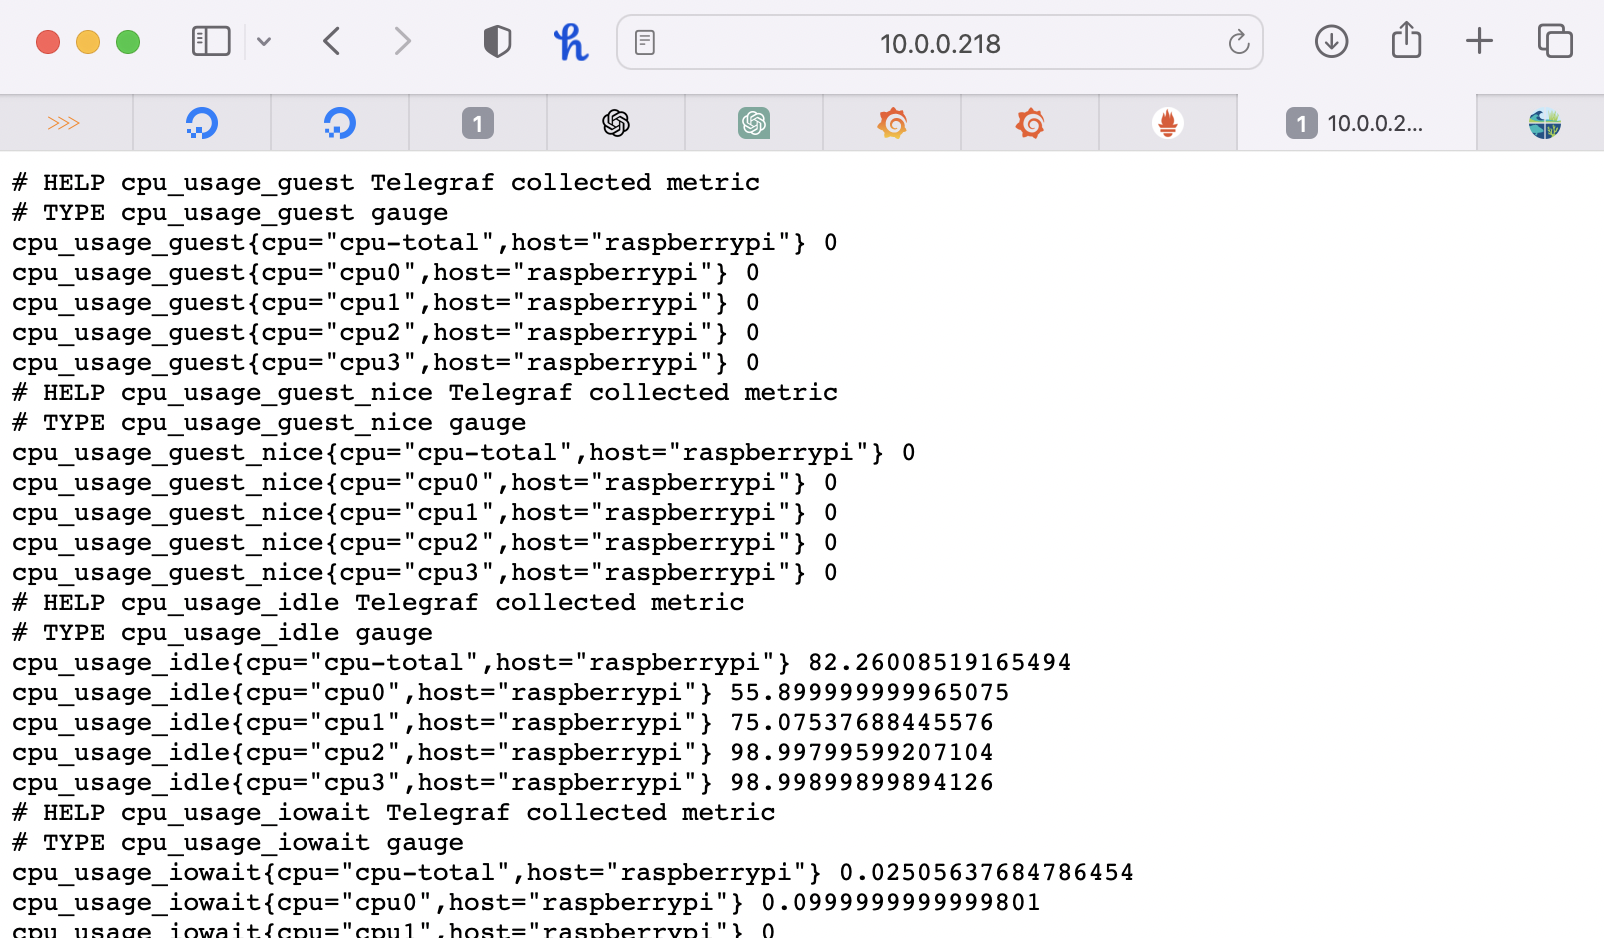 10.0.0.218
1
1 10.0.0.2...
# HELP cpu_usage_guest Telegraf collected metric
# TYPE cpu_usage_guest gauge
cpu_usage_guest{cpu="cpu-total",host="raspberrypi"} 0
cpu_usage_guest{cpu="cpu0",host="raspberrypi"} 0
cpu_usage_guest{cpu="cpu1",host="raspberrypi"} 0
cpu_usage_guest{cpu="cpu2",host="raspberrypi"} 0
cpu_usage_guest{cpu="cpu3",host="raspberrypi"} 0
# HELP cpu_usage_guest_nice Telegraf collected metric
# TYPE cpu_usage_guest_nice gauge
cpu_usage_guest_nice{cpu="cpu-total",host="raspberrypi"} 0
cpu_usage_guest_nice{cpu="cpu0",host="raspberrypi"} 0
cpu_usage_guest_nice{cpu="cpu1",host="raspberrypi"} 0
cpu_usage_guest_nice{cpu="cpu2",host="raspberrypi"} 0
cpu_usage_guest_nice{cpu="cpu3",host="raspberrypi"} 0
# HELP cpu_usage_idle Telegraf collected metric
# TYPE cpu_usage_idle gauge
cpu_usage_idle{cpu="cpu-total",host="raspberrypi"} 82.26008519165494
cpu_usage_idle{cpu="cpu0",host="raspberrypi"} 55.899999999965075
cpu_usage_idle{cpu="cpu1",host="raspberrypi"} 75.07537688445576
cpu_usage_idle{cpu="cpu2",host="raspberrypi"} 98.99799599207104
cpu_usage_idle{cpu="cpu3",host="raspberrypi"} 98.99899899894126
# HELP cpu_usage_iowait Telegraf collected metric
# TYPE cpu_usage_iowait gauge
cpu_usage_iowait{cpu="cpu-total",host="raspberrypi"} 0.02505637684786454
cpu_usage_iowait{cpu="cpu0",host="raspberrypi"} 0.0999999999999801
cpu_usage_iowait{cpu="cpu1",host="raspberrypi"} 0